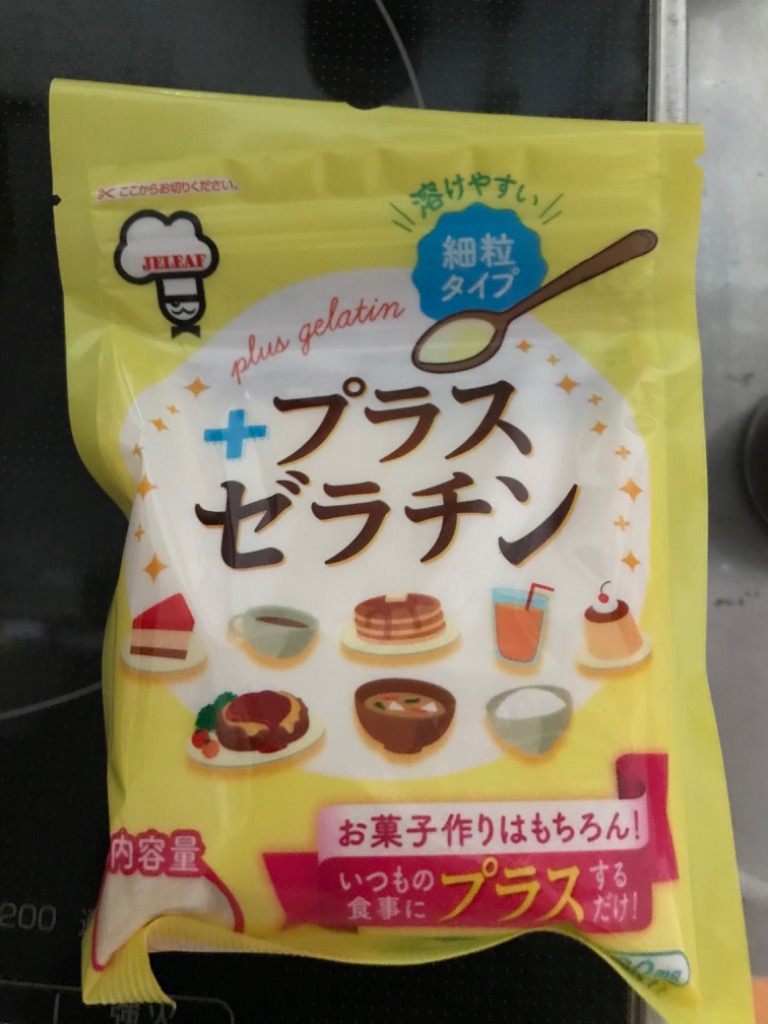 ここからお切りください。
溶けやすい
JELEAF
細粒
タイプ
plus gelatin
+プラス
ゼラチン
お菓子作りはもちろん!
内容量
いつもの
食事に
プラス
する
だけ!
200
強火